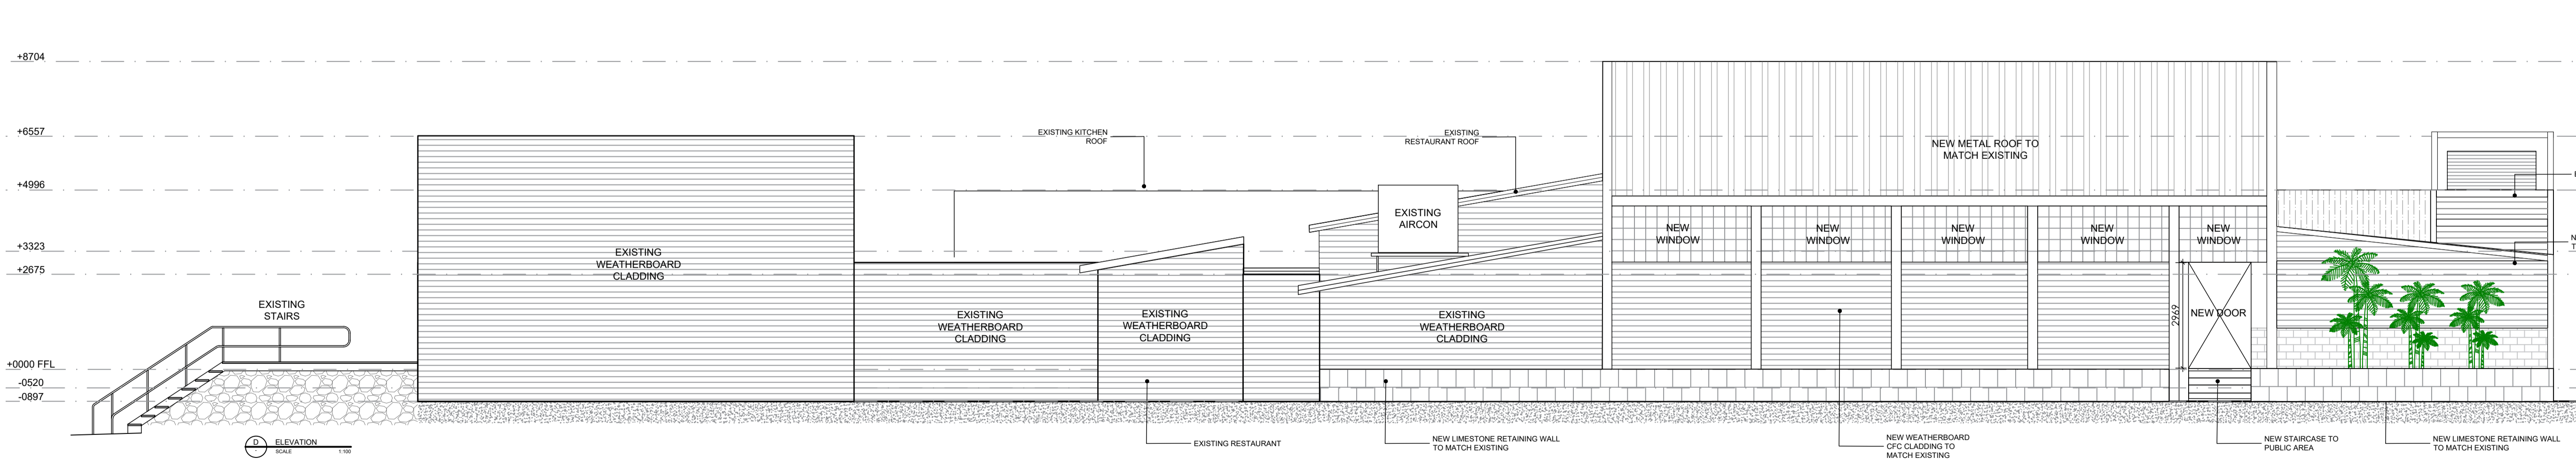 +8704
+6557
+4996
+3323
+2675
+0000 FFL
-0520
-0897
EXISTING
STAIRS
D
-
ELEVATION
SCALE
1:100
EXISTING
WEATHERBOARD
CLADDING
EXISTING
WEATHERBOARD
CLADDING
EXISTING KITCHEN
ROOF
EXISTING
WEATHERBOARD
CLADDING
EXISTING RESTAURANT
EXISTING
RESTAURANT ROOF
EXISTING
AIRCON
EXISTING
WEATHERBOARD
CLADDING
NEW LIMESTONE RETAINING WALL
TO MATCH EXISTING
NEW METAL ROOF TO
MATCH EXISTING
NEW
WINDOW
NEW
WINDOW
NEW
WINDOW
NEW
WINDOW
NEW
WINDOW
2969
NEW DOOR
NEW WEATHERBOARD
CFC CLADDING TO
MATCH EXISTING
NEW STAIRCASE TO
PUBLIC AREA
NEW LIMESTONE RETAINING WALL
TO MATCH EXISTING